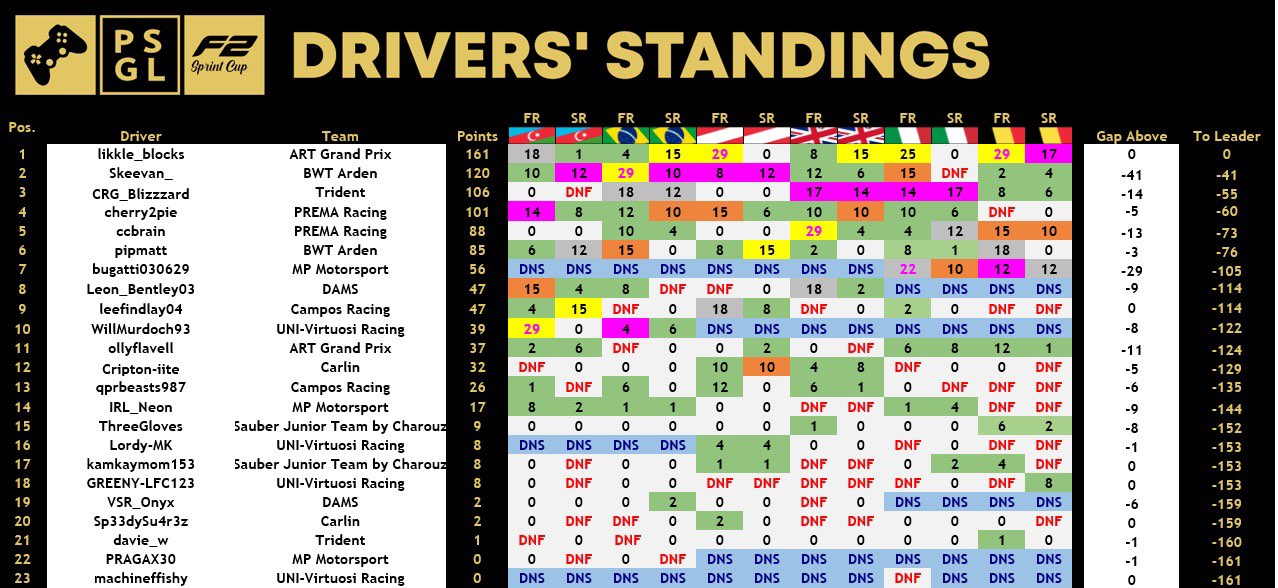 PS
GL
F2
Sprint Cup
DRIVERS' STANDINGS
FR SR FR SR FR SR FR SR FR SR FR SR
Pos. Driver Team Points Gap Above To Leader
1 likkle_blocks ART Grand Prix 161 18 1 4 15 29 0 8 15 25 0 29 17 0 0
2 Skeevan_ BWT Arden 120 10 12 29 10 8 12 12 6 15 DNF 2 4 -41 -41
3 CRG_Blizzzard Trident 106 0 DNF 18 12 0 0 17 14 14 17 8 6 -14 -55
4 cherry2pie PREMA Racing 101 14 8 12 10 15 6 10 10 10 6 DNF 0 -5 -60
5 ccbrain PREMA Racing 88 0 0 10 4 0 0 29 4 4 12 15 10 -13 -73
6 pipmatt BWT Arden 85 6 12 15 0 8 15 2 0 8 1 18 0 -3 -76
7 bugatti030629 MP Motorsport 56 DNS DNS DNS DNS DNS DNS DNS DNS 22 10 12 12 -29 -105
8 Leon_Bentley03 DAMS 47 15 4 8 DNF DNF 0 18 2 DNS DNS DNS DNS -9 -114
9 leefindlay04 Campos Racing 47 4 15 DNF 0 18 8 DNF 0 2 0 DNF DNF 0 -114
10 WillMurdoch93 UNI-Virtuosi Racing 39 29 0 4 6 DNS DNS DNS DNS DNS DNS DNS DNS -8 -122
11 ollyflavell ART Grand Prix 37 2 6 DNF 0 0 2 0 DNF 6 8 12 1 -11 -124
12 Cripton-iite Carlin 32 DNF 0 0 0 10 10 4 8 DNF 0 0 DNF -5 -129
13 qprbeasts987 Campos Racing 26 1 DNF 6 0 12 0 6 1 0 DNF DNF DNF -6 -135
14 IRL_Neon MP Motorsport 17 8 2 1 1 0 0 DNF DNF 1 4 DNF DNF -9 -144
15 ThreeGloves Sauber Junior Team by Charouz 9 0 0 0 0 0 0 1 0 0 0 6 2 -8 -152
16 Lordy-MK UNI-Virtuosi Racing 8 DNS DNS DNS DNS 4 4 0 0 DNF 0 DNF DNF -1 -153
17 kamkaymom153 Sauber Junior Team by Charouz 8 0 DNF 0 0 1 1 DNF DNF 0 2 4 DNF 0 -153
18 GREENY-LFC123 UNI-Virtuosi Racing 8 0 DNF 0 0 DNF DNF DNF DNF 0 0 0 8 0 -153
19 VSR_Onyx DAMS 2 0 0 0 2 0 0 DNF 0 DNS DNS DNS DNS -6 -159
20 Sp33dySu4r3z Carlin 2 0 DNF DNF 0 2 0 DNF DNF 0 0 0 DNF 0 -159
21 davie_w Trident 1 DNF 0 DNF 0 0 0 0 0 0 0 1 0 -1 -160
22 PRAGAX30 MP Motorsport 0 0 DNF 0 DNF DNS DNS DNS DNS DNS DNS DNS DNS -1 -161
23 machineffishy UNI-Virtuosi Racing 0 DNS DNS DNS DNS DNS DNS DNS DNS DNF DNS DNS DNS 0 -161